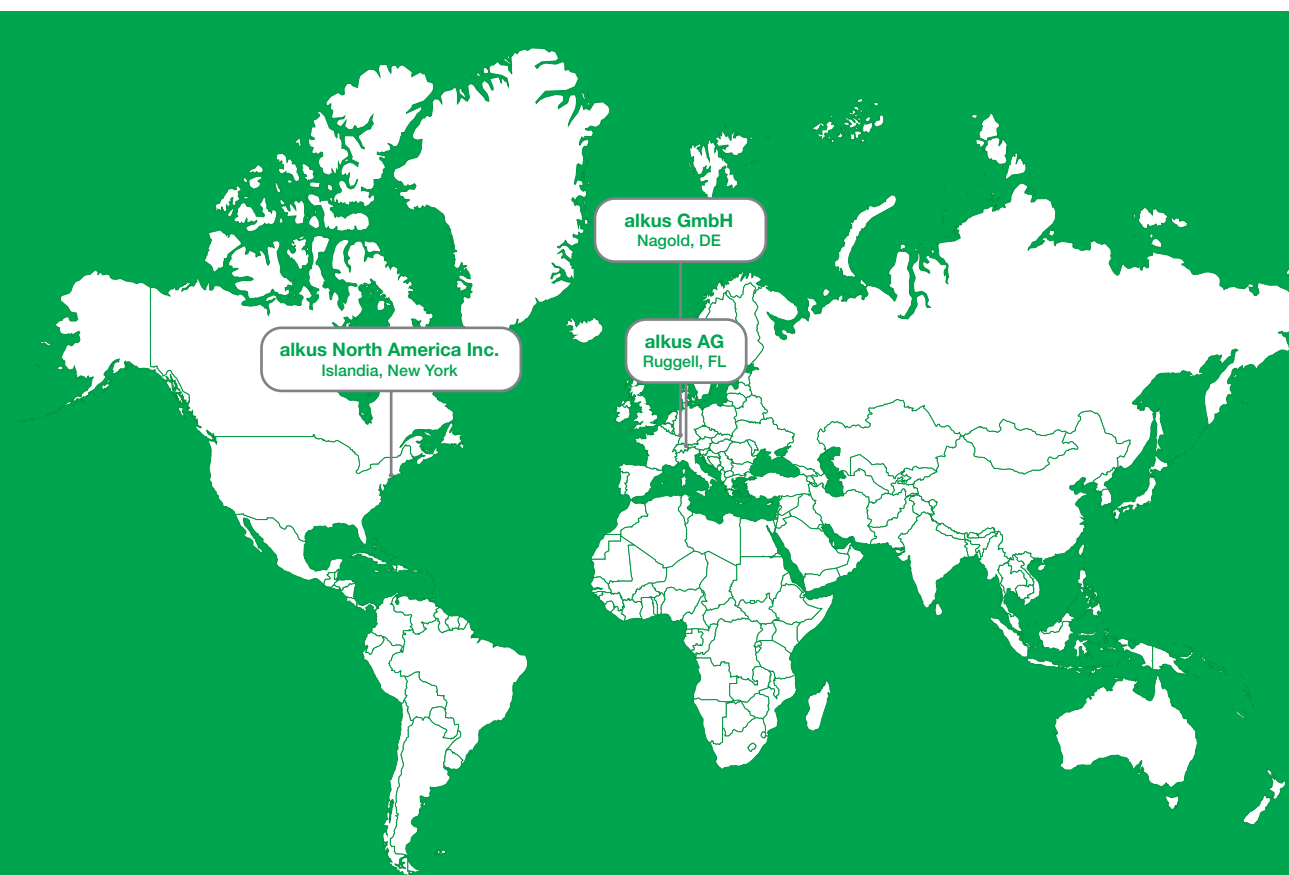 alkus GmbH
Nagold, DE
alkus North America Inc.
Islandia, New York
alkus AG
Ruggell, FL